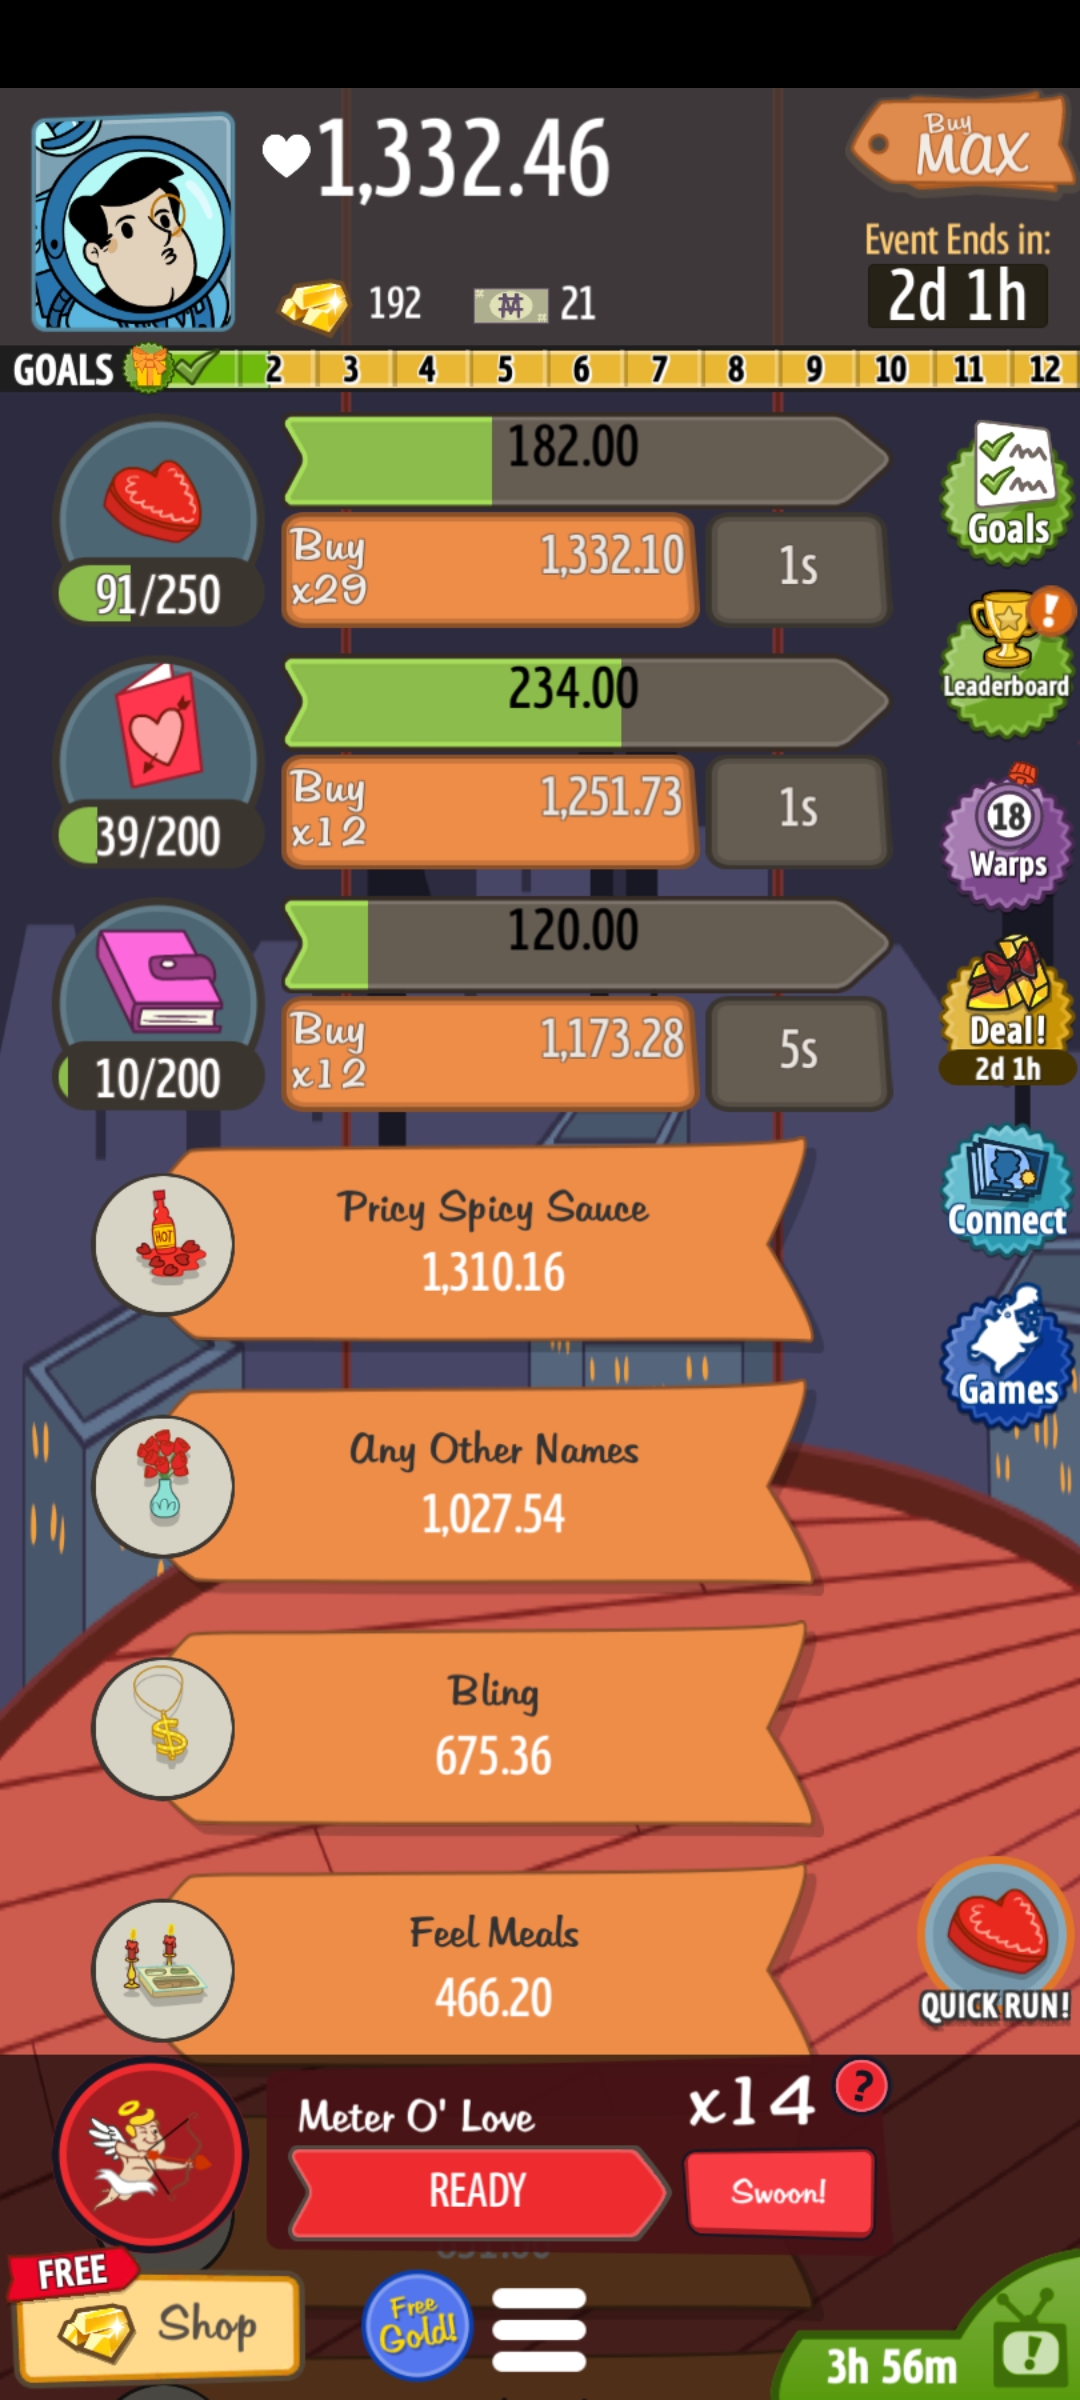 1,332.46
Buy
MAX
192
21
Event Ends in:
2d 1h
GOALS 2 3 4 5 6 7 8 9 10 11 12
182.00
Buy
x29
1,332.10
1s
91/250
Goals
!
Leaderboard
234.00
Buy
x12
1,251.73
1s
39/200
18
Warps
120.00
Buy
x12
1,173.28
5s
10/200
Deal!
2d 1h
Connect
Games
HOT
Pricy Spicy Sauce
1,310.16
Any Other Names
1,027.54
Bling
675.36
$
Feel Meals
466.20
QUICK RUN!
Meter O' Love
x14
?
READY
Swoon!
FREE
Shop
Free
Gold!
3h 56m
!